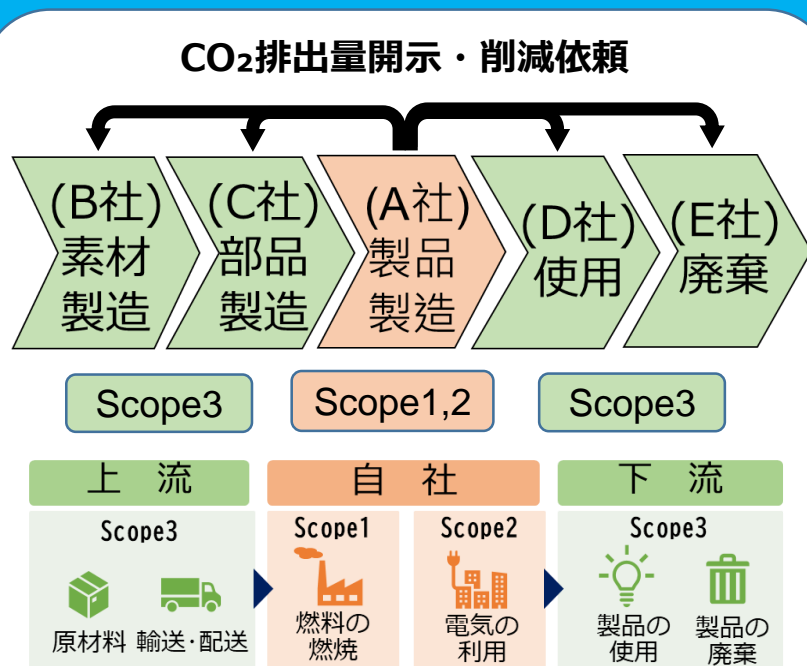 CO₂排出量開示・削減依頼
(B社)
素材
製造
(C社)
部品
製造
(A社)
製品
製造
(D社)
使用
(E社)
廃棄
Scope3
Scope1,2
Scope3
上 流
自 社
下 流
Scope3
原材料
輸送・配送
Scope1
燃料の
燃焼
Scope2
電気の
利用
Scope3
製品の
使用
製品の
廃棄